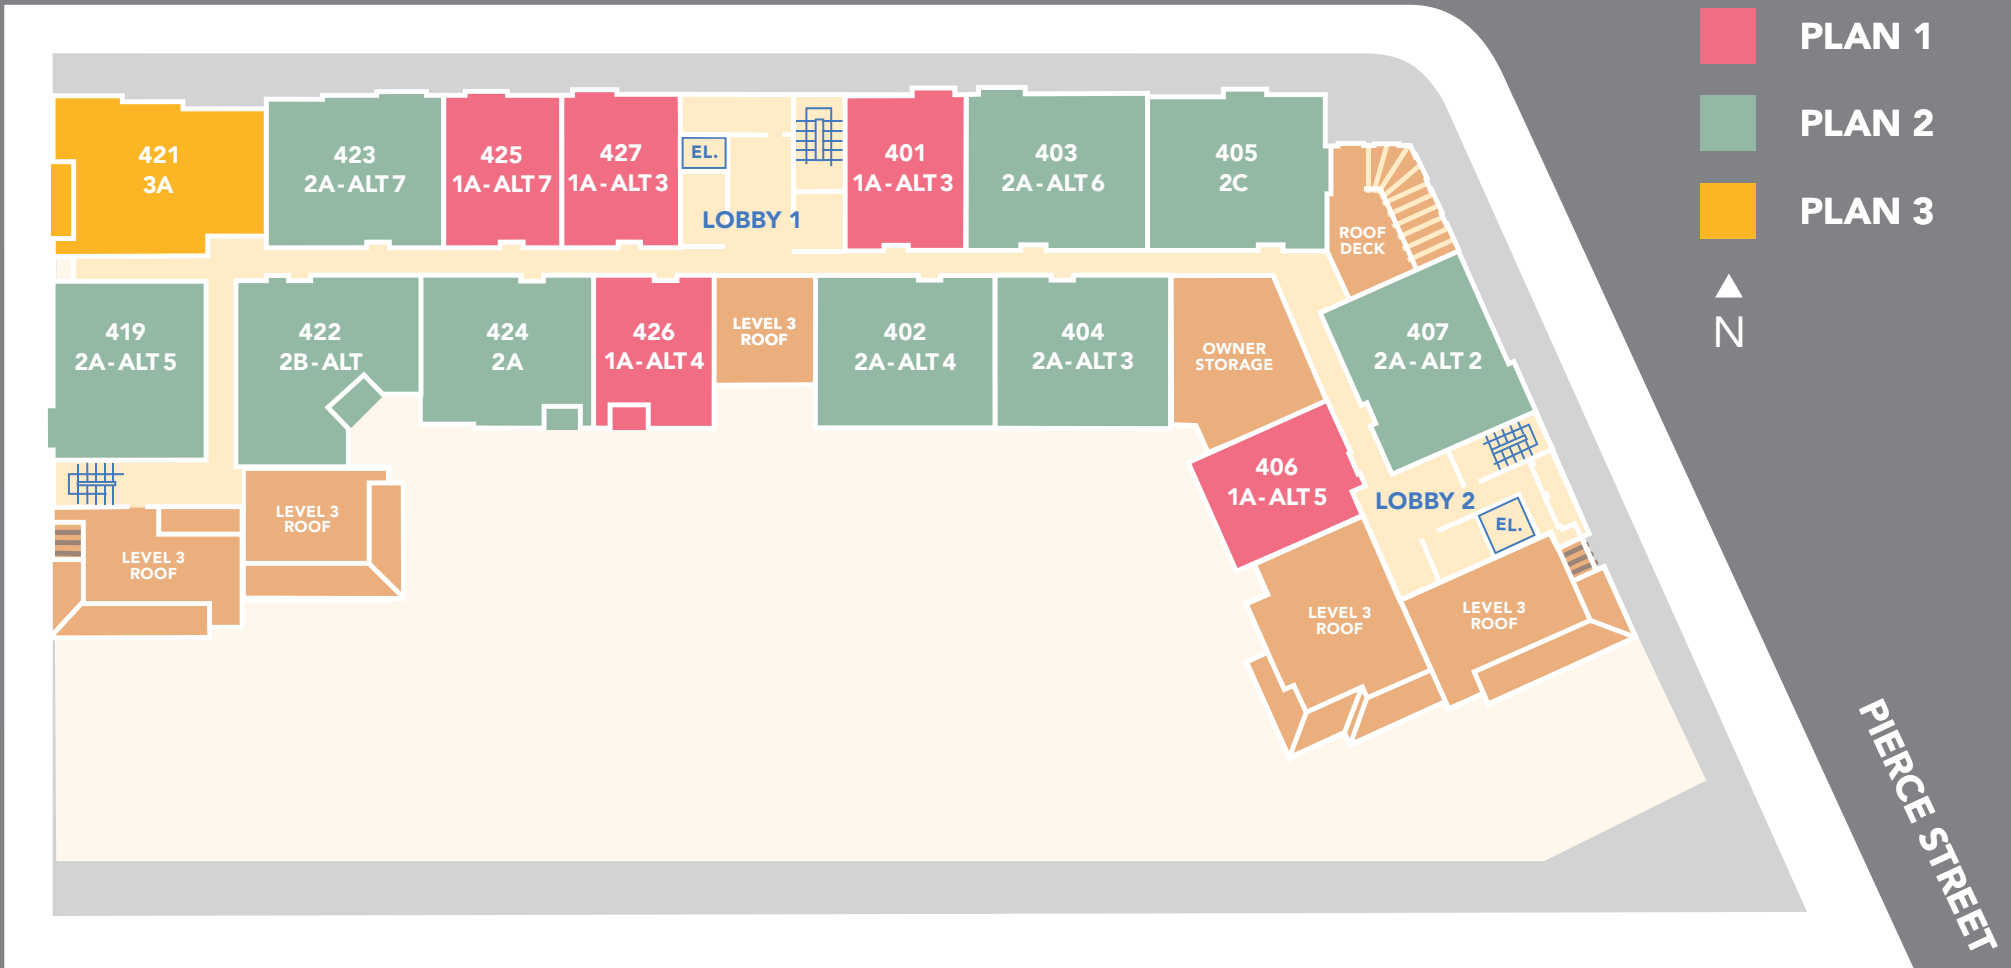 PLAN 1
PLAN 2
PLAN 3
N
421
3A
423
2A-ALT 7
425
1A-ALT 7
427
1A-ALT 3
EL.
LOBBY 1
401
1A-ALT 3
403
2A-ALT 6
405
2C
ROOF
DECK
419
2A-ALT 5
422
2B-ALT
424
2A
426
1A-ALT 4
LEVEL 3
ROOF
402
2A-ALT 4
404
2A-ALT 3
OWNER
STORAGE
407
2A-ALT 2
406
1A-ALT 5
LOBBY 2
EL.
LEVEL 3
ROOF
LEVEL 3
ROOF
LEVEL 3
ROOF
LEVEL 3
ROOF
PIERCE STREET